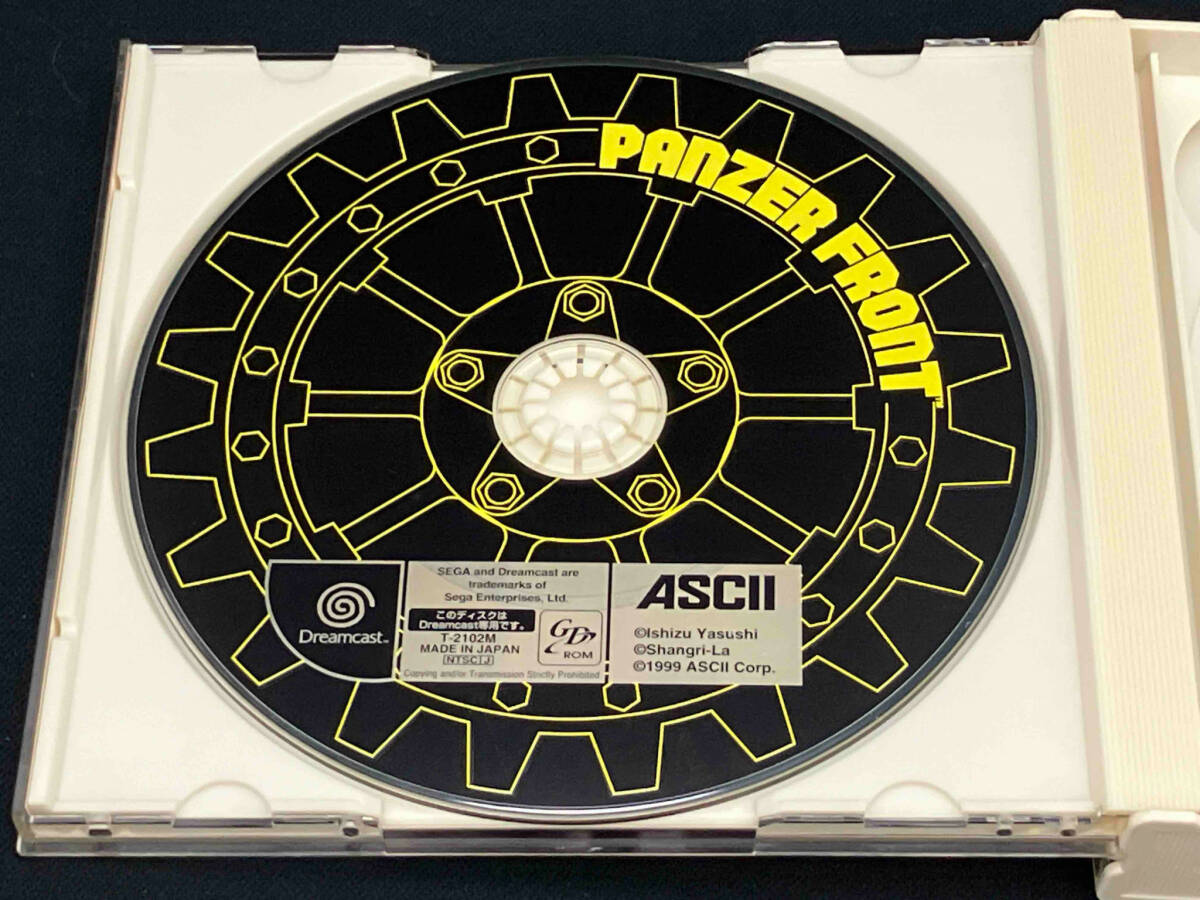 PANZER FRONT™
Dreamcast™
SEGA and Dreamcast are
trademarks of
Sega Enterprises, Ltd.
このディスクは
Dreamcast専用です。
T-2102M
MADE IN JAPAN
NTSC J
GD
ROM
Copying and/or Transmission Strictly Prohibited
ASCII
©Ishizu Yasushi
©Shangri-La
©1999 ASCII Corp.